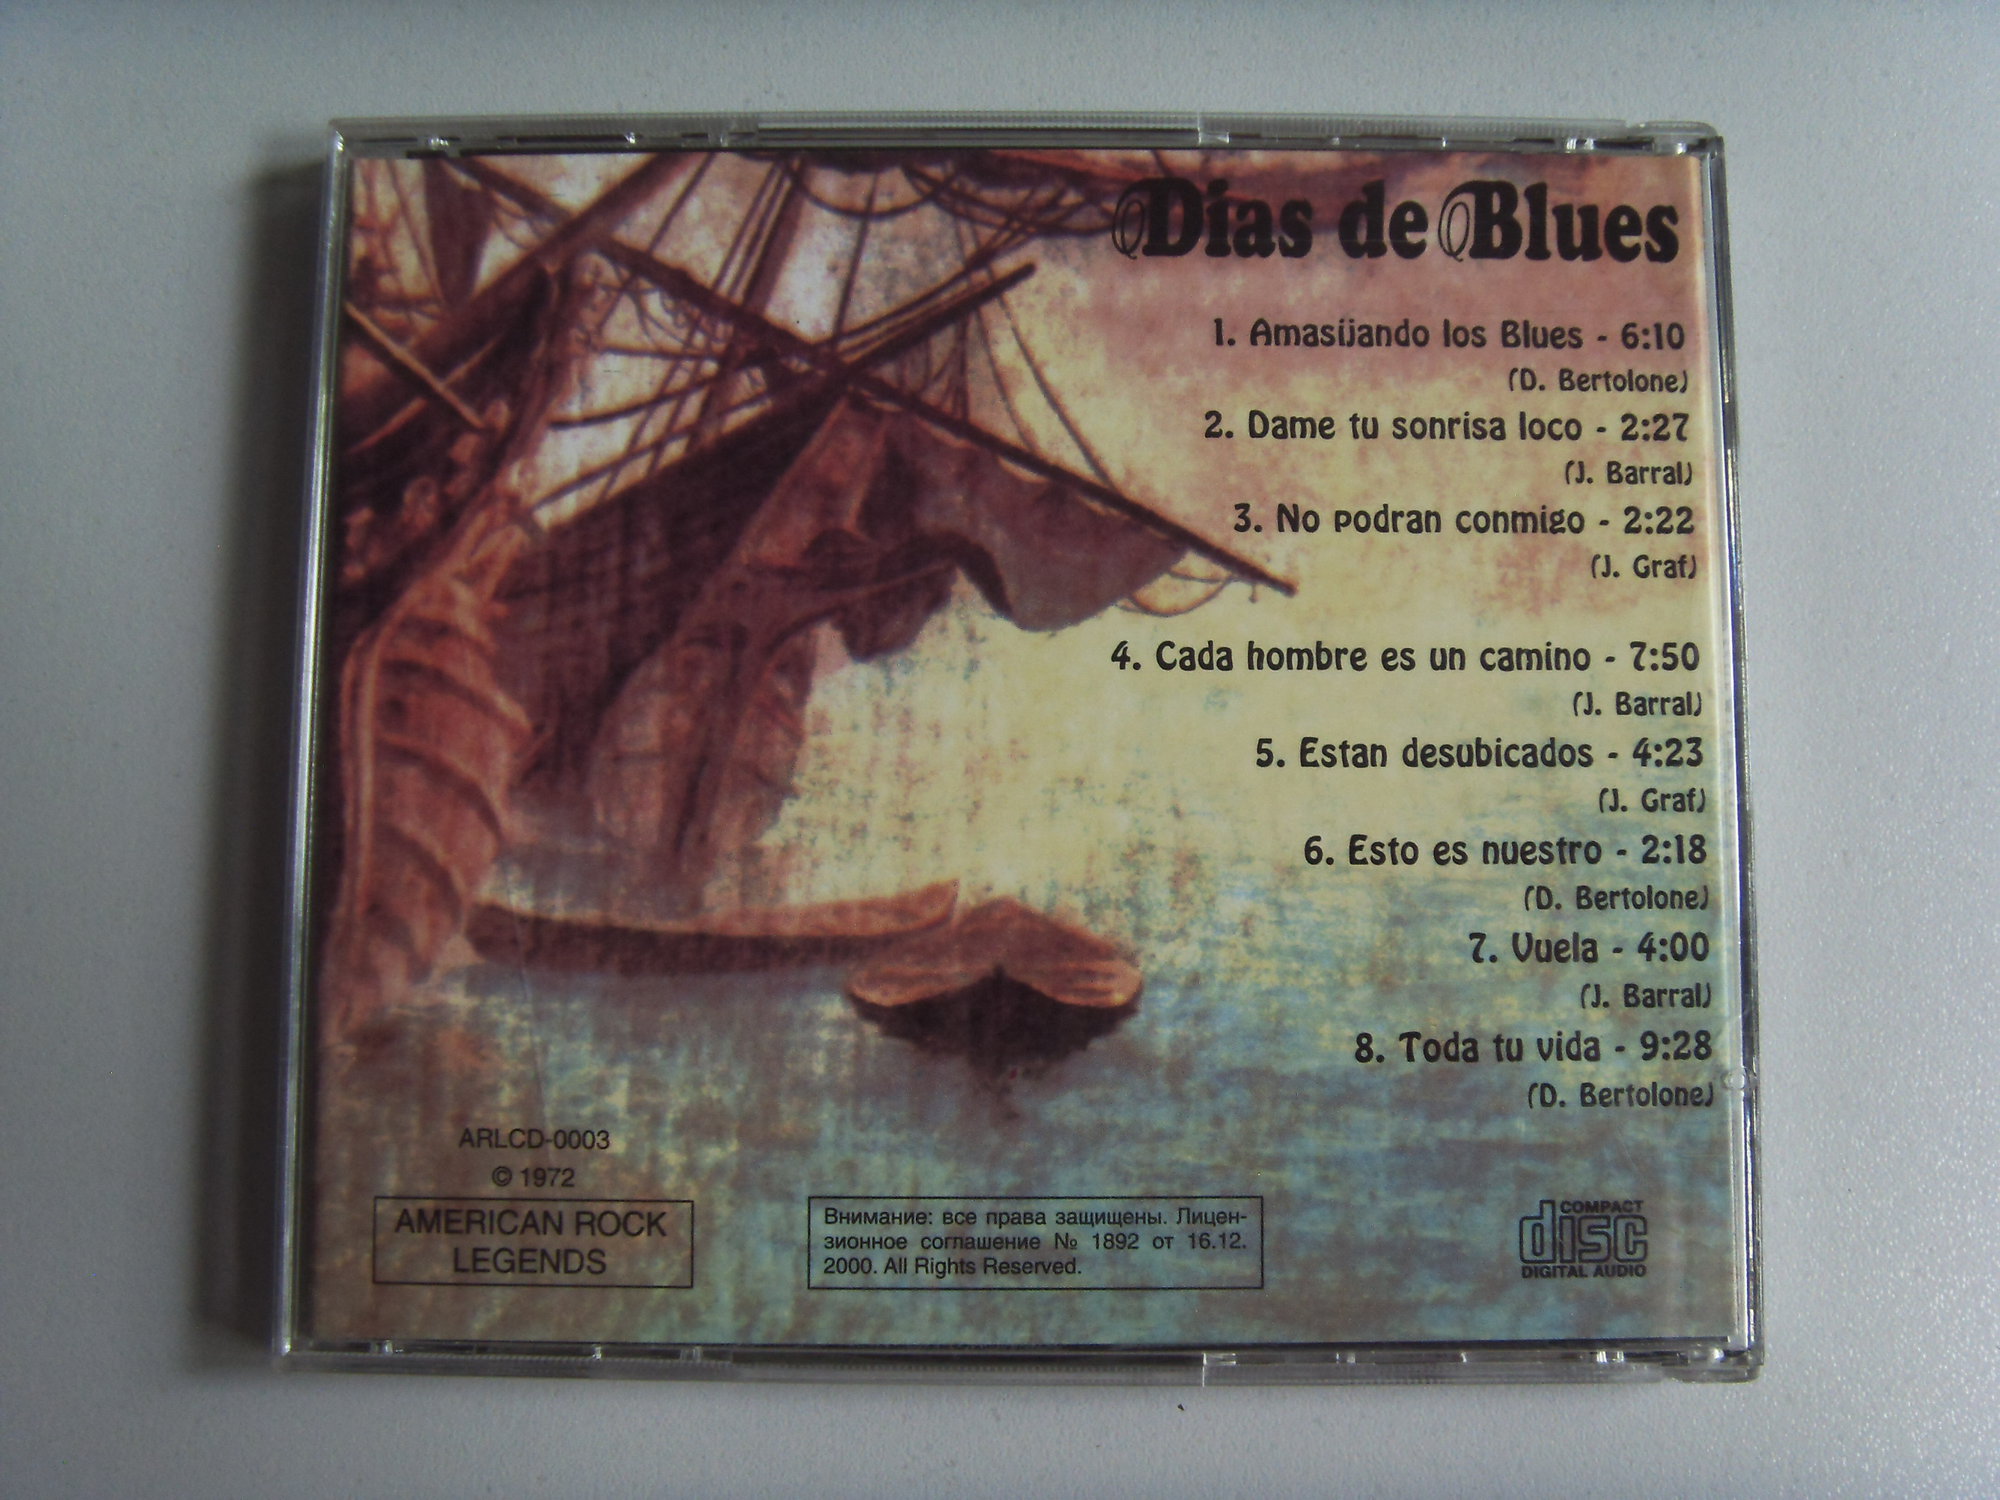 Dias de Blues
1. Amasijando los Blues - 6:10
(D. Bertolone)
2. Dame tu sonrisa loco - 2:27
(J. Barral)
3. No podran conmigo - 2:22
(J. Graf)
4. Cada hombre es un camino - 7:50
(J. Barral)
5. Estan desubicados - 4:23
(J. Graf)
6. Esto es nuestro - 2:18
(D. Bertolone)
7. Vuela - 4:00
(J. Barral)
8. Toda tu vida - 9:28
(D. Bertolone)
ARLCD-0003
© 1972
AMERICAN ROCK
LEGENDS
Внимание: все права защищены. Лицен-
зионное соглашение № 1892 от 16.12.
2000. All Rights Reserved.
COMPACT
disc
DIGITAL AUDIO